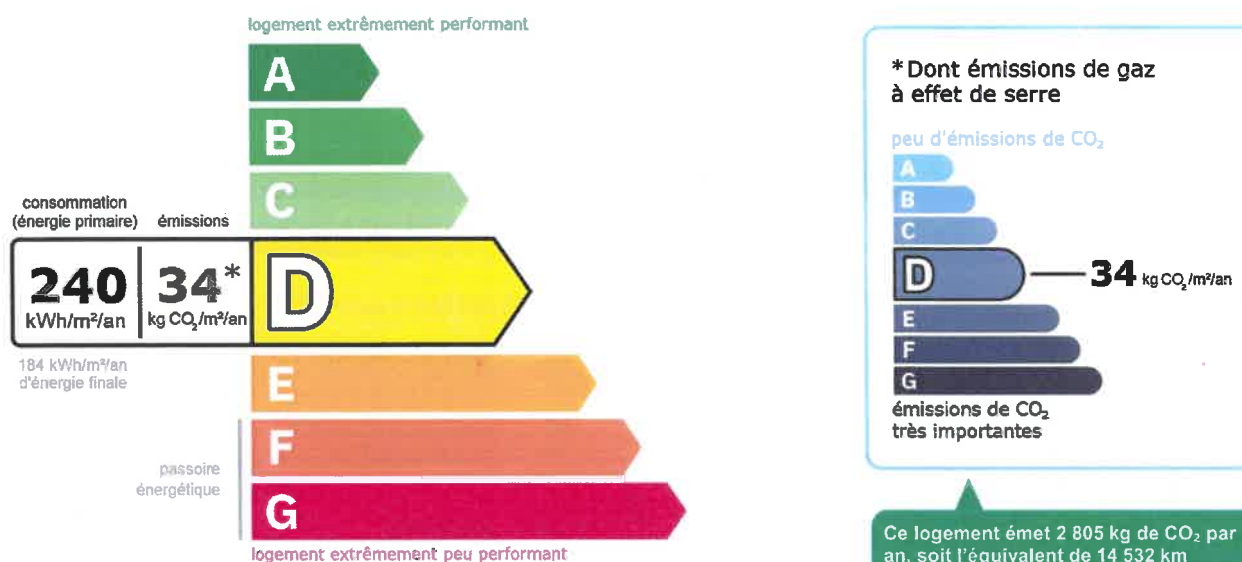 logement extrêmement performant
A
B
C
consommation
(énergie primaire)
émissions
240
kWh/m²/an
34*
kg CO₂/m²/an
D
184 kWh/m²/an
d'énergie finale
E
F
passoire
énergétique
G
logement extrêmement peu performant
*Dont émissions de gaz
à effet de serre
peu d'émissions de CO₂
A
B
C
D
34 kg CO₂/m²/an
E
F
G
émissions de CO₂
très importantes
Ce logement émet 2 805 kg de CO₂ par
an, soit l'équivalent de 14 532 km